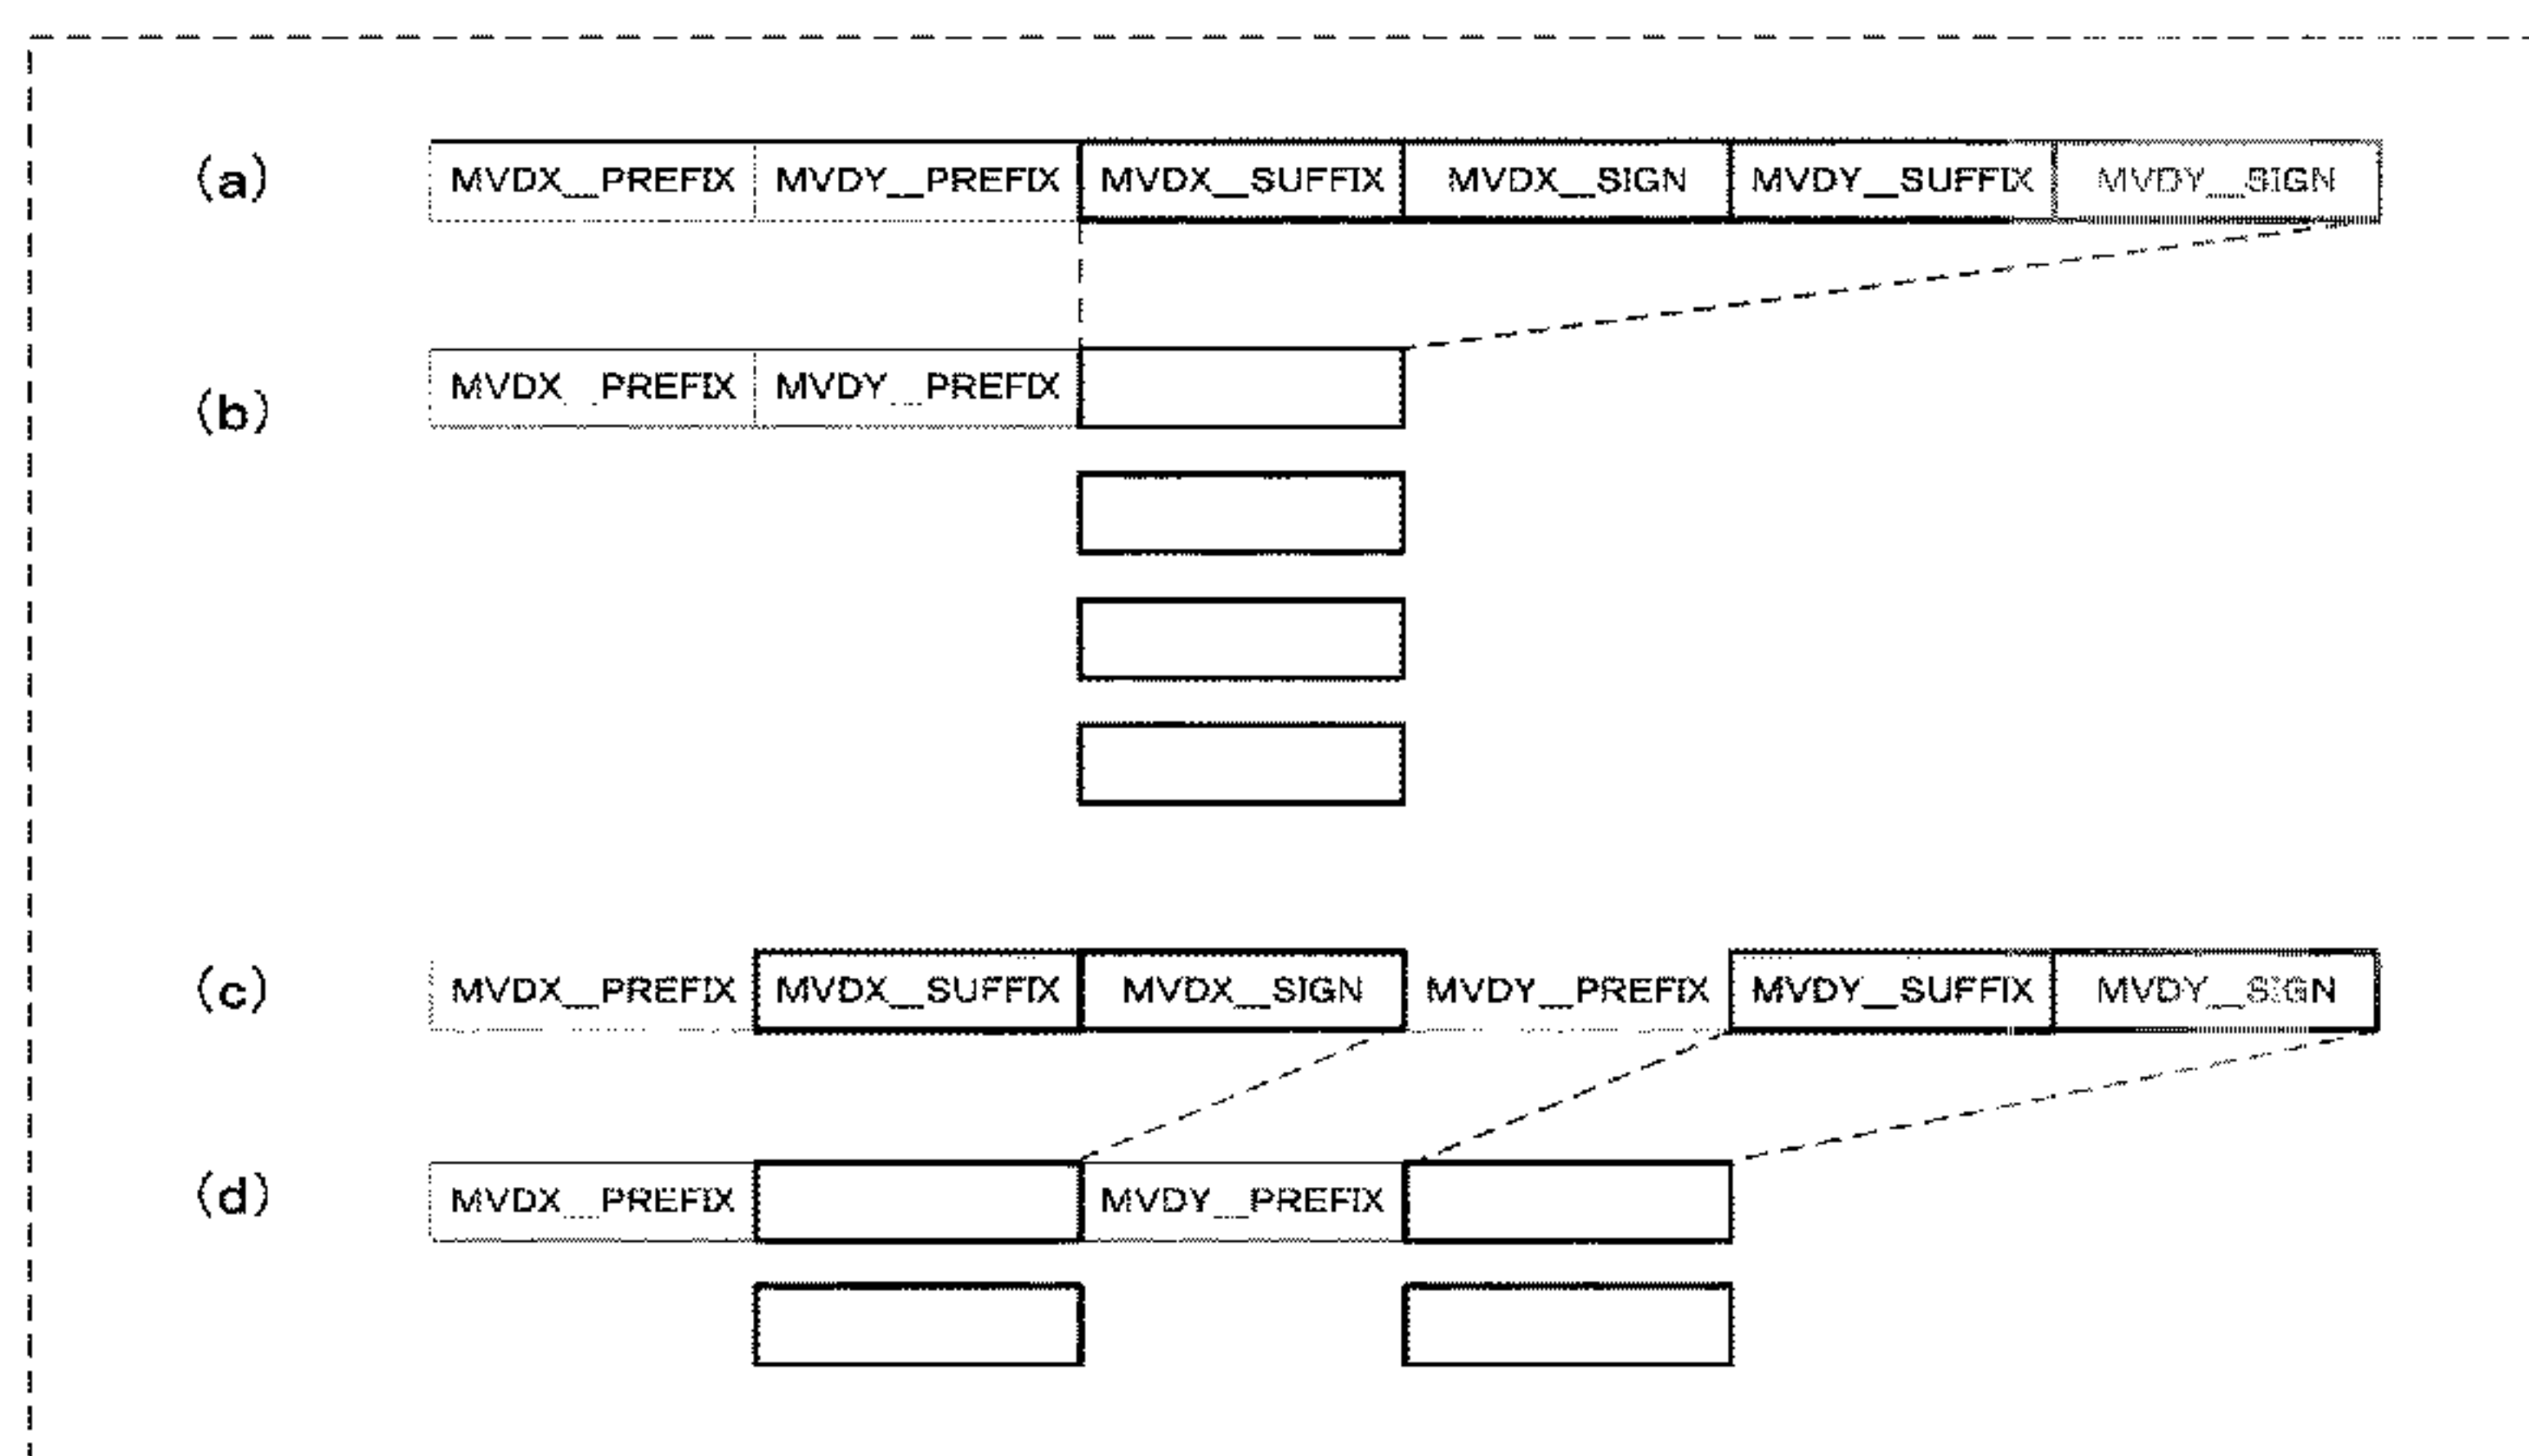 (a) MVDX__PREFIX MVDY__PREFIX MVDX__SUFFIX MVDX__SIGN MVDY__SUFFIX MVDY__SIGN
(b) MVDX__PREFIX MVDY__PREFIX
(c) MVDX__PREFIX MVDX__SUFFIX MVDX__SIGN MVDY__PREFIX MVDY__SUFFIX MVDY__SIGN
(d) MVDX__PREFIX MVDY__PREFIX